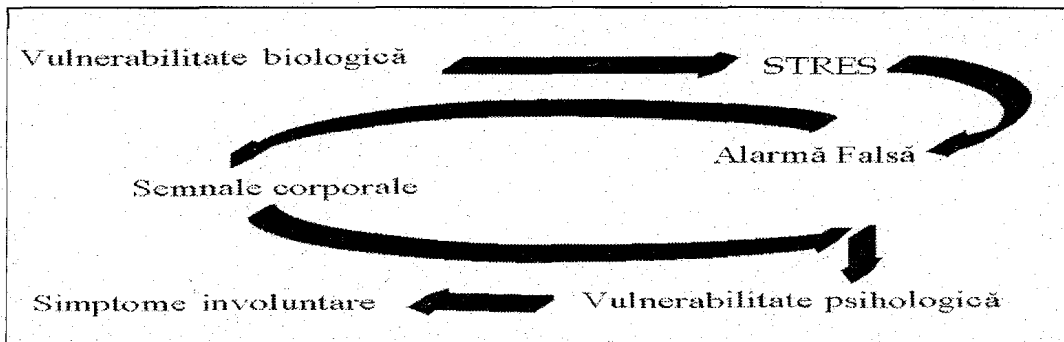 Vulnerabilitate biologică
STRES
Alarmă Falsă
Semnale corporale
Simptome involuntare
Vulnerabilitate psihologică